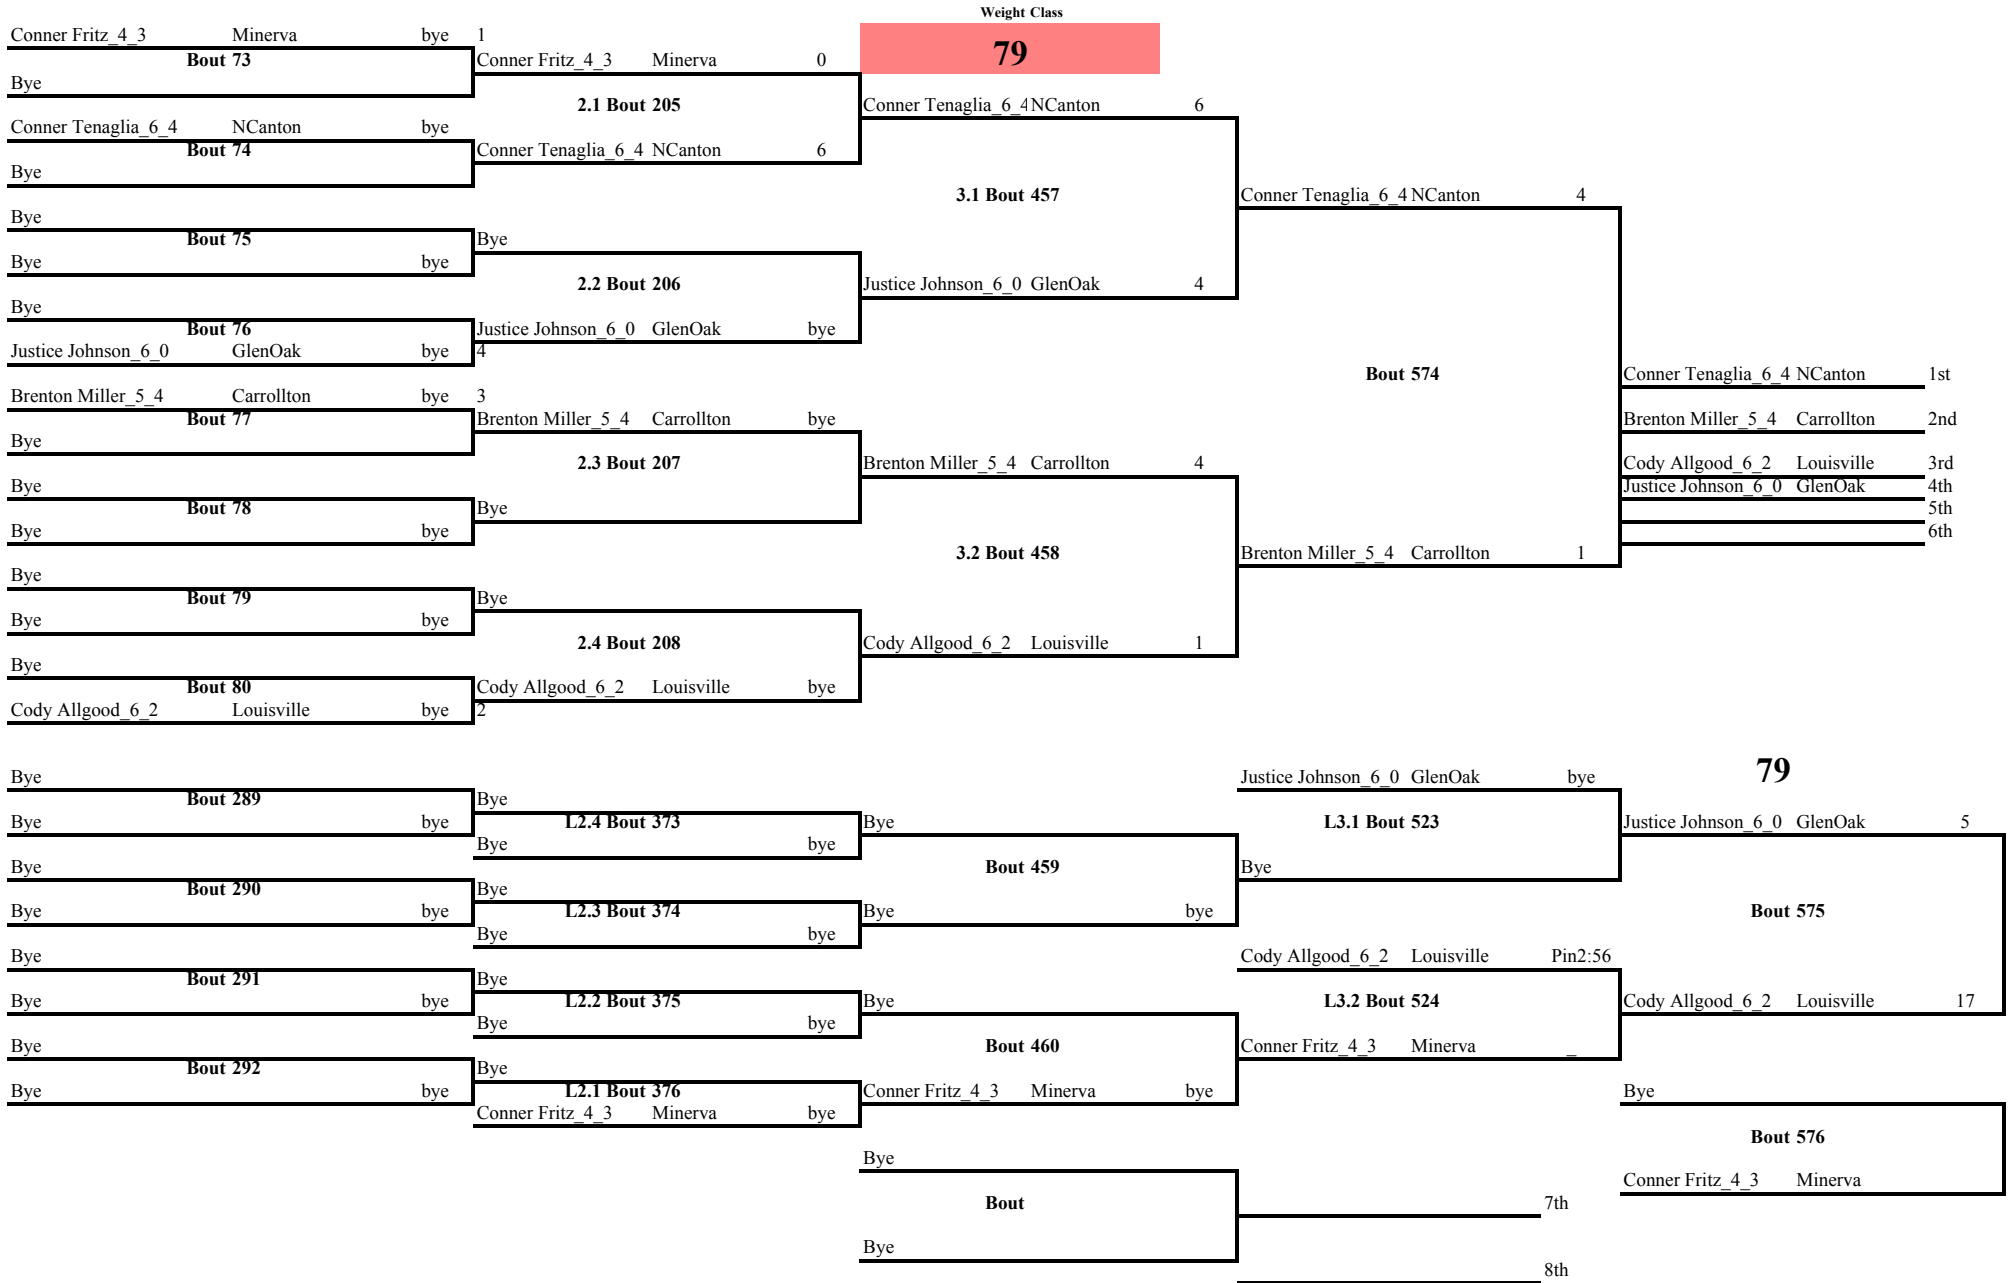 Weight Class
Conner Fritz_4_3 Minerva bye 1
79
Bout 73 Conner Fritz_4_3 Minerva 0
Bye
2.1 Bout 205 Conner Tenaglia_6_4 NCanton 6
Conner Tenaglia_6_4 NCanton bye
Bout 74 Conner Tenaglia_6_4 NCanton 6
Bye
3.1 Bout 457 Conner Tenaglia_6_4 NCanton 4
Bye
Bout 75 Bye
Bye bye
2.2 Bout 206 Justice Johnson_6_0 GlenOak 4
Bye
Bout 76 Justice Johnson_6_0 GlenOak bye
Justice Johnson_6_0 GlenOak bye 4
Bout 574 Conner Tenaglia_6_4 NCanton 1st
Brenton Miller_5_4 Carrollton bye 3
Bout 77 Brenton Miller_5_4 Carrollton bye
Brenton Miller_5_4 Carrollton 2nd
Bye
2.3 Bout 207 Brenton Miller_5_4 Carrollton 4
Cody Allgood_6_2 Louisville 3rd
Bye
Justice Johnson_6_0 GlenOak 4th
Bout 78 Bye
5th
Bye bye
6th
3.2 Bout 458 Brenton Miller_5_4 Carrollton 1
Bye
Bout 79 Bye
Bye bye
2.4 Bout 208 Cody Allgood_6_2 Louisville 1
Bye
Bout 80 Cody Allgood_6_2 Louisville bye
Cody Allgood_6_2 Louisville bye 2
79
Bye
Justice Johnson_6_0 GlenOak bye
Bout 289 Bye
Bye bye
L2.4 Bout 373 Bye
L3.1 Bout 523 Justice Johnson_6_0 GlenOak 5
Bye bye
Bye
Bout 459 Bye
Bout 290 Bye
Bye bye
L2.3 Bout 374 Bye bye
Bout 575
Bye bye
Bye
Cody Allgood_6_2 Louisville Pin2:56
Bout 291 Bye
Bye bye
L2.2 Bout 375 Bye
L3.2 Bout 524 Cody Allgood_6_2 Louisville 17
Bye bye
Bye
Bout 460 Conner Fritz_4_3 Minerva _
Bout 292 Bye
Bye bye
L2.1 Bout 376 Conner Fritz_4_3 Minerva bye
Bye
Conner Fritz_4_3 Minerva bye
Bout 576
Bye
Conner Fritz_4_3 Minerva
Bout 7th
Bye
8th